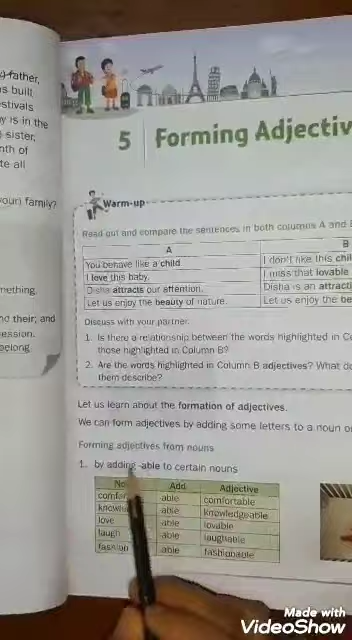 father,
s built
stivals
y is in the
sister,
nth of
te all
our) family?
mething.
nd their; and
ession.
belong
5 Forming Adjectiv
Warm-up
Read out and compare the sentences in both columns A and
A B
You behave like a child I don't like this chil
I love this baby. I miss that lovable
Disha attracts our attention. Disha is an attracti
Let us enjoy the beauty of nature. Let us enjoy the be
Discuss with your partner.
1. Is there a relationship between the words highlighted in C
those highlighted in Column B?
2. Are the words highlighted in Column B adjectives? What d
them describe?
Let us learn about the formation of adjectives.
We can form adjectives by adding some letters to a noun o
Forming adjectives from nouns
1. by adding -able to certain nouns
No Add Adjective
comfor able comfortable
knowle able knowledgeable
love able lovable
laugh able laughable
fashion able fashionable
Made with
VideoShow